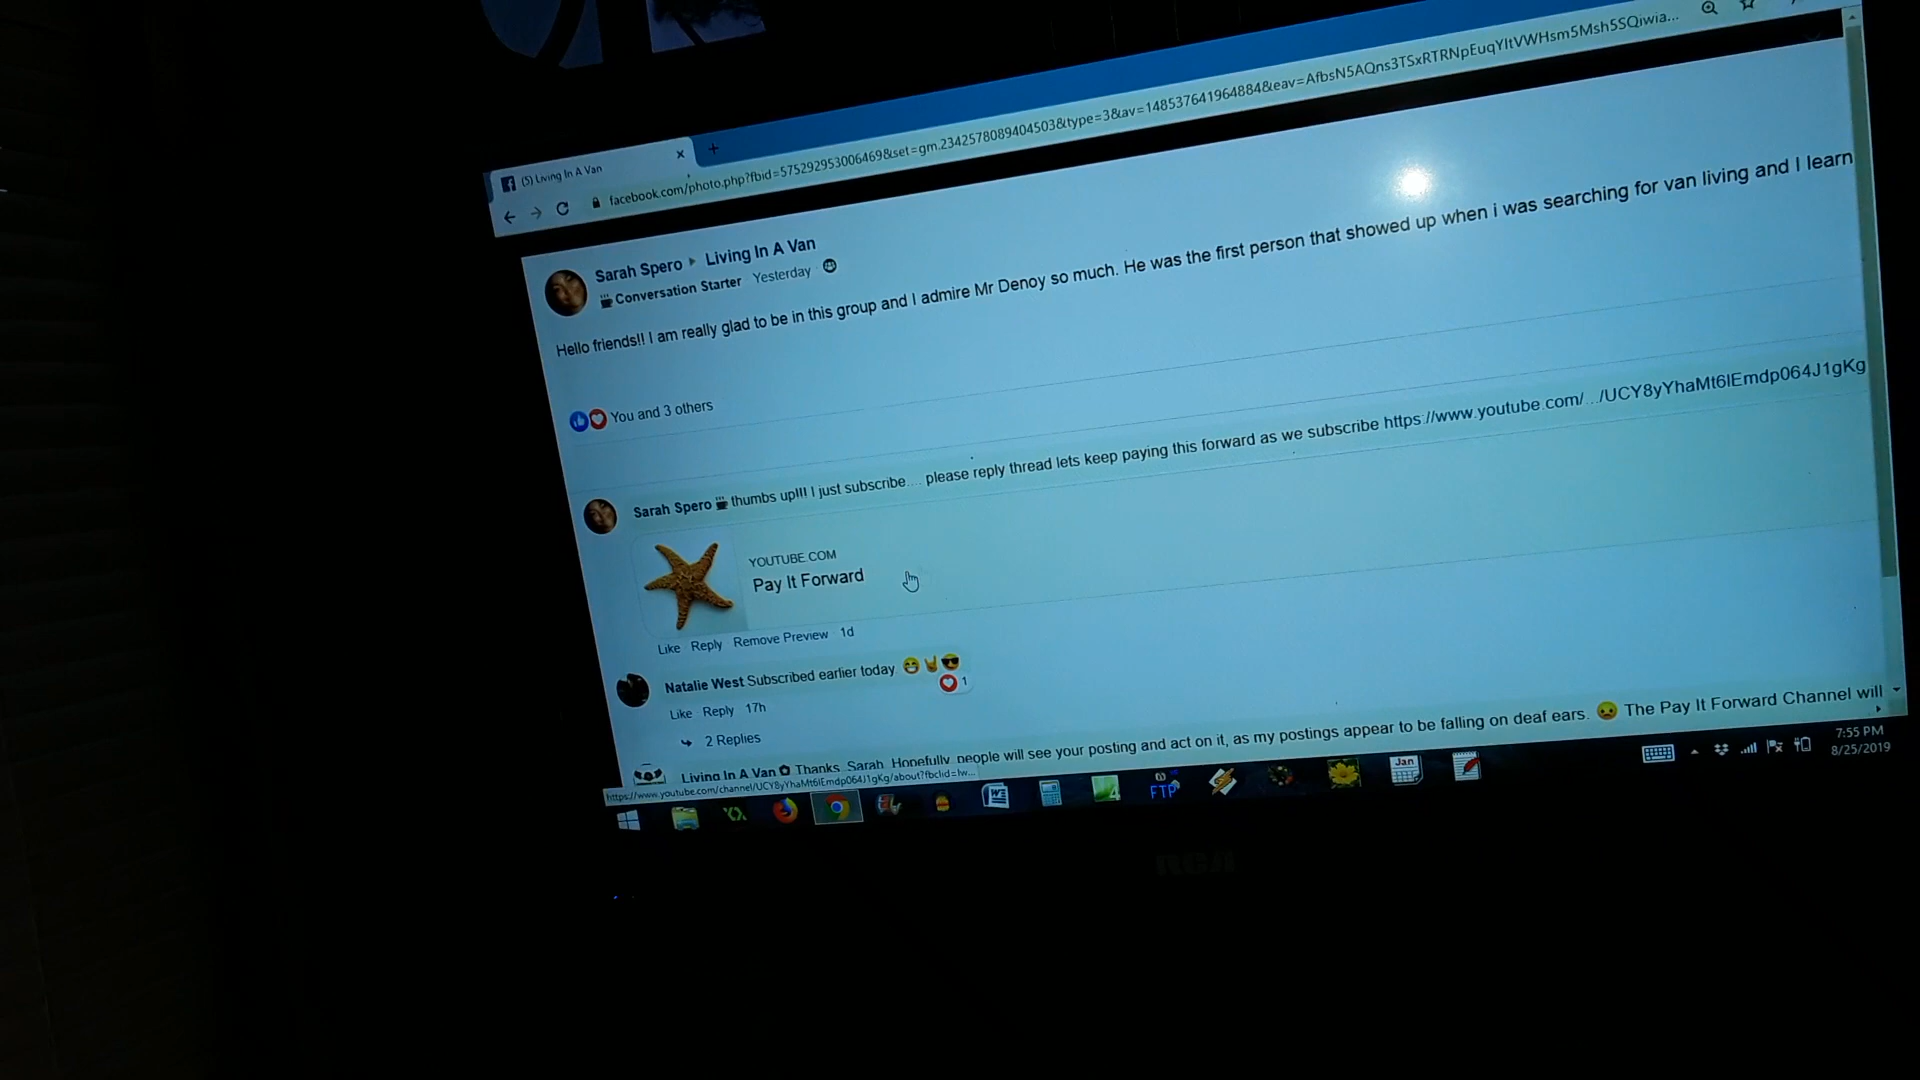 (5) Living In A Van
facebook.com/photo.php?fbid=575292953006469&set=gm.2342578089404503&type=3&av=148537641964884&eav=AfbsN5AQns3TSxRTRNpEuqYltVWHsm5Msh5SQiwia...
Sarah Spero ▸ Living In A Van
Conversation Starter Yesterday
Hello friends!! I am really glad to be in this group and I admire Mr Denoy so much. He was the first person that showed up when i was searching for van living and I learn
You and 3 others
Sarah Spero thumbs up!!! I just subscribe.... please reply thread lets keep paying this forward as we subscribe https://www.youtube.com/.../UCY8yYhaMt6lEmdp064J1gKg
YOUTUBE.COM
Pay It Forward
Like Reply Remove Preview 1d
Natalie West Subscribed earlier today. 😁🤘😎
1
Like Reply 17h
2 Replies
Living In A Van Thanks, Sarah. Hopefully, people will see your posting and act on it, as my postings appear to be falling on deaf ears. 😦 The Pay It Forward Channel will
https://www.youtube.com/channel/UCY8yYhaMt6lEmdp064J1gKg/about?fbclid=Iw...
FTP
Jan
7:55 PM
8/25/2019
RCA